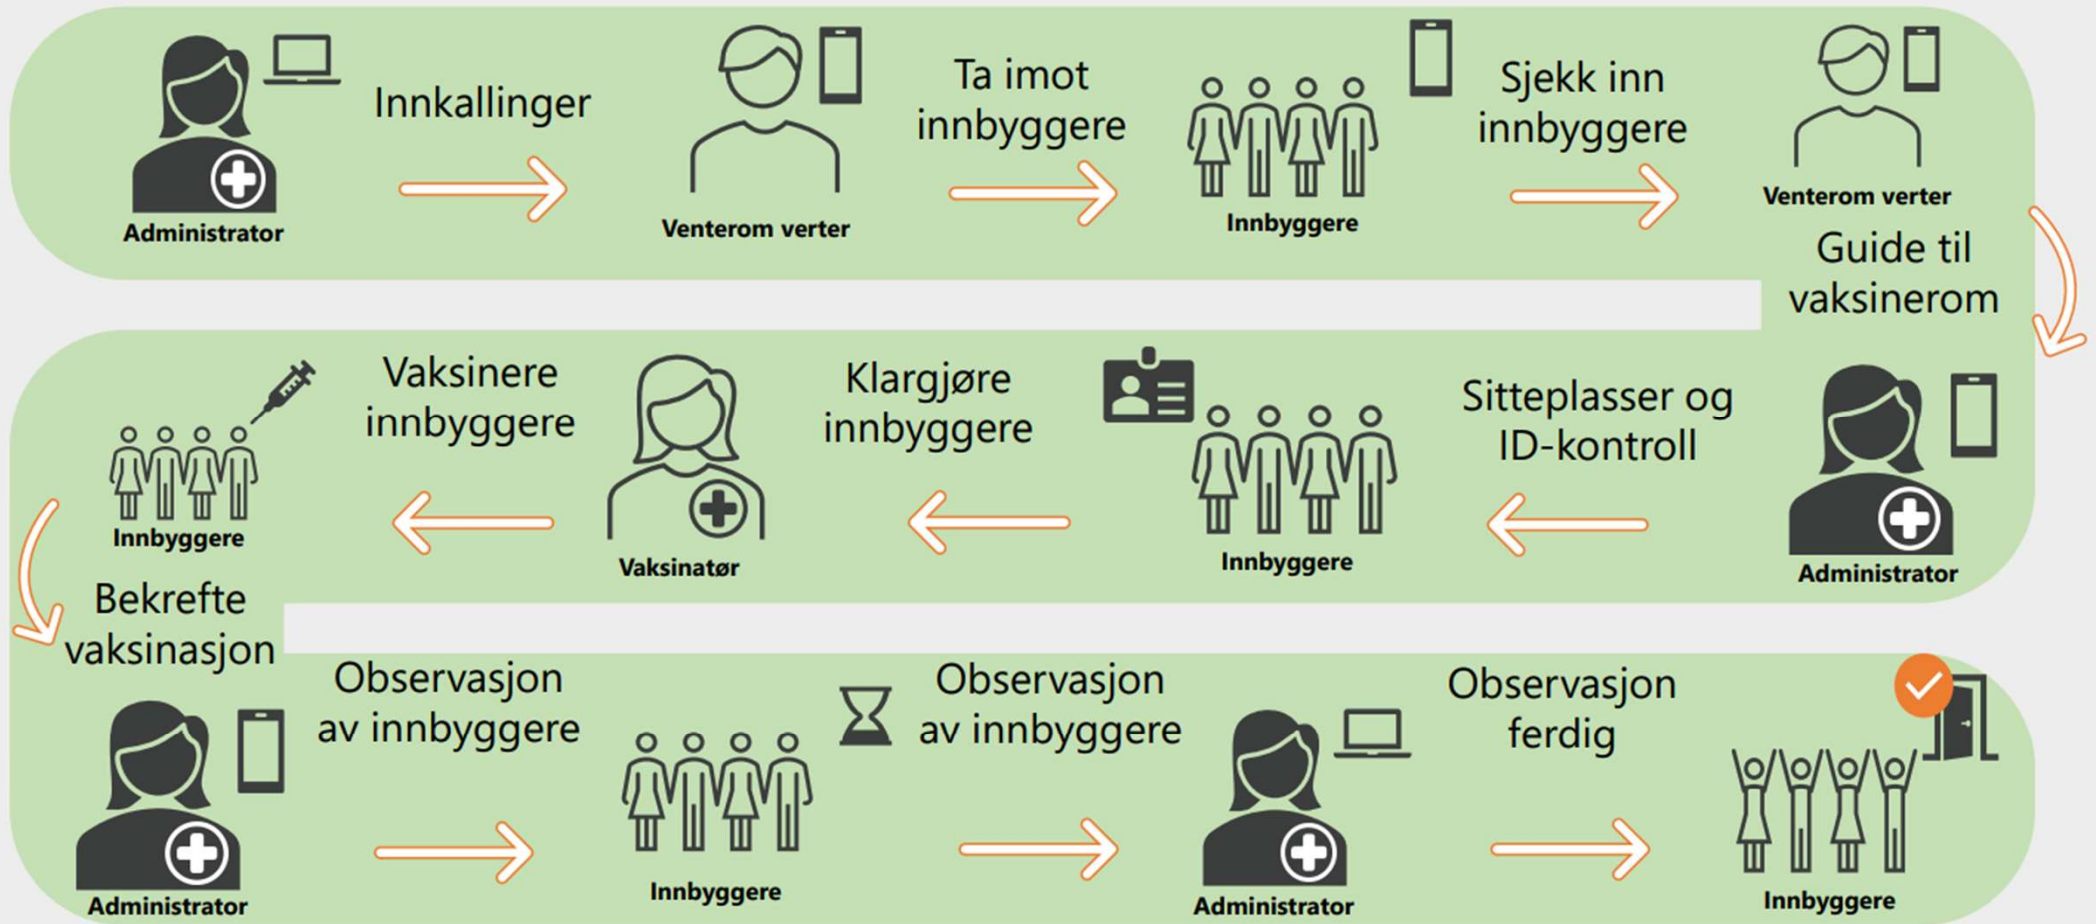 Innkallinger
Ta imot
innbyggere
Sjekk inn
innbyggere
Administrator
Venterom verter
Innbyggere
Venterom verter
Guide til
vaksinerom
Sitteplasser og
ID-kontroll
Klargjøre
innbyggere
Vaksinere
innbyggere
Administrator
Innbyggere
Vaksinatør
Innbyggere
Bekrefte
vaksinasjon
Observasjon
av innbyggere
Observasjon
av innbyggere
Observasjon
ferdig
Administrator
Innbyggere
Administrator
Innbyggere